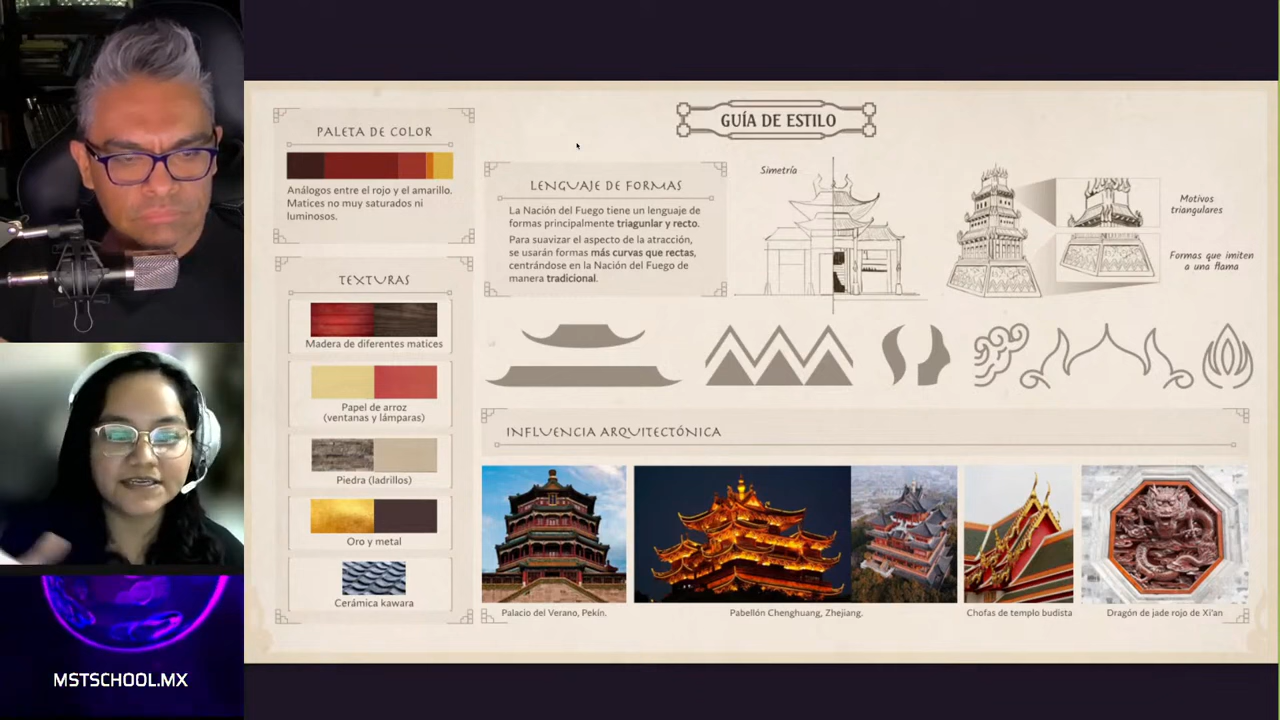 GUÍA DE ESTILO
PALETA DE COLOR
Análogos entre el rojo y el amarillo.
Matices no muy saturados ni
luminosos.
TEXTURAS
Madera de diferentes matices
Papel de arroz
(ventanas y lámparas)
Piedra (ladrillos)
Oro y metal
Cerámica kawara
LENGUAJE DE FORMAS
La Nación del Fuego tiene un lenguaje de
formas principalmente triagunlar y recto.
Para suavizar el aspecto de la atracción,
se usarán formas más curvas que rectas,
centrándose en la Nación del Fuego de
manera tradicional.
Simetría
Motivos
triangulares
Formas que imiten
a una flama
INFLUENCIA ARQUITECTÓNICA
Palacio del Verano, Pekín.
Pabellón Chenghuang, Zhejiang.
Chofas de templo budista
Dragón de jade rojo de Xi'an
MSTSCHOOL.MX